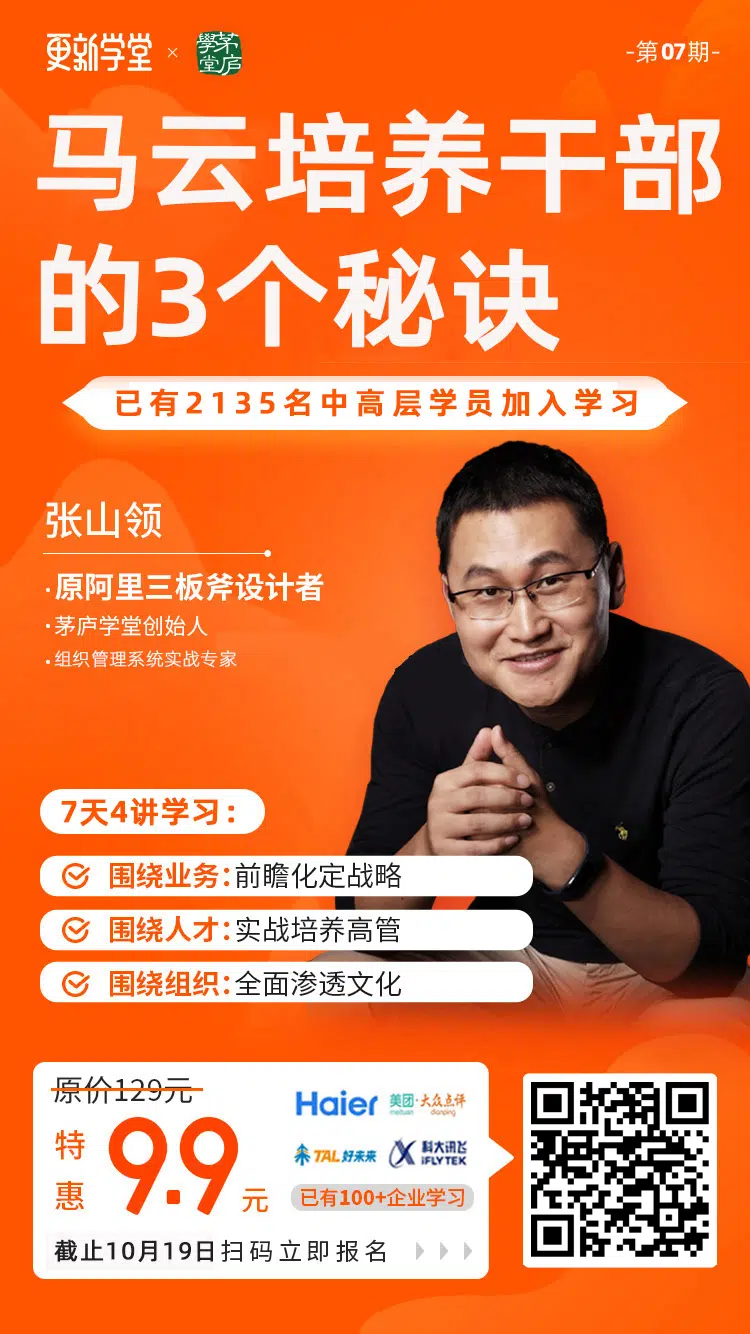 更新学堂 × 茅庐學堂
-第07期-
马云培养干部
的3个秘诀
已有2135名中高层学员加入学习
张山领
·原阿里三板斧设计者
·茅庐学堂创始人
·组织管理系统实战专家
7天4讲学习：
围绕业务：前瞻化定战略
围绕人才：实战培养高管
围绕组织：全面渗透文化
原价129元
特惠9.9元
Haier 美团·大众点评
meituan dianping
TAL好未来 科大讯飞
iFLYTEK
已有100+企业学习
截止10月19日扫码立即报名